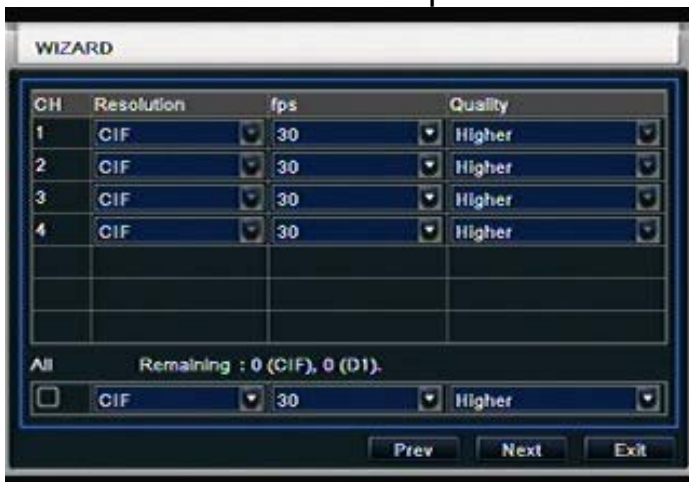 WIZARD
CH Resolution fps Quality
1 CIF 30 Higher
2 CIF 30 Higher
3 CIF 30 Higher
4 CIF 30 Higher
All Remaining : 0 (CIF), 0 (D1).
CIF 30 Higher
Prev Next Exit